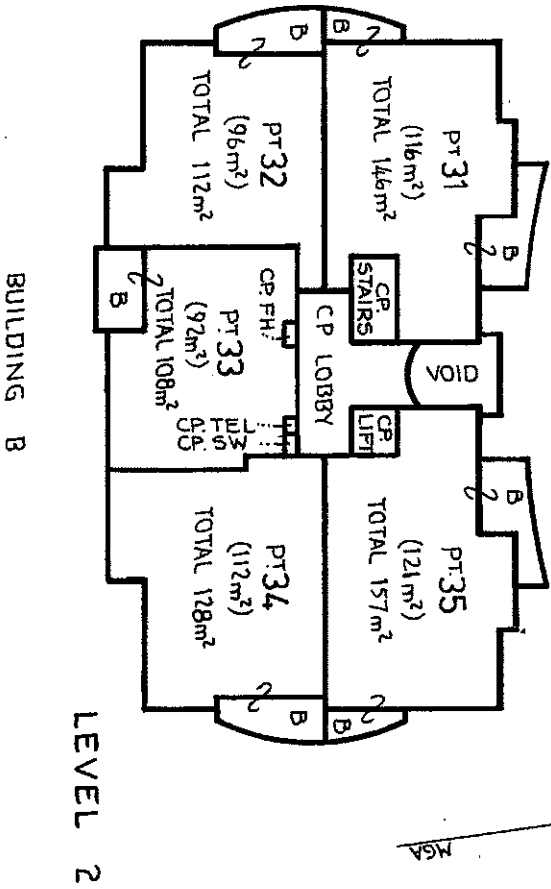 B
B
B
B
PT.31
(116m²)
TOTAL 146m²
PT.32
(96m²)
TOTAL 112m²
CP.
STAIRS
VOID
CP LOBBY
CP. FH.
B
PT.33
(92m²)
TOTAL 108m²
CP. TEL
CP. SW
CP.
LIFT
PT.34
(112m²)
TOTAL 128m²
PT.35
(121m²)
TOTAL 157m²
B
B
BUILDING B
LEVEL 2
MGA